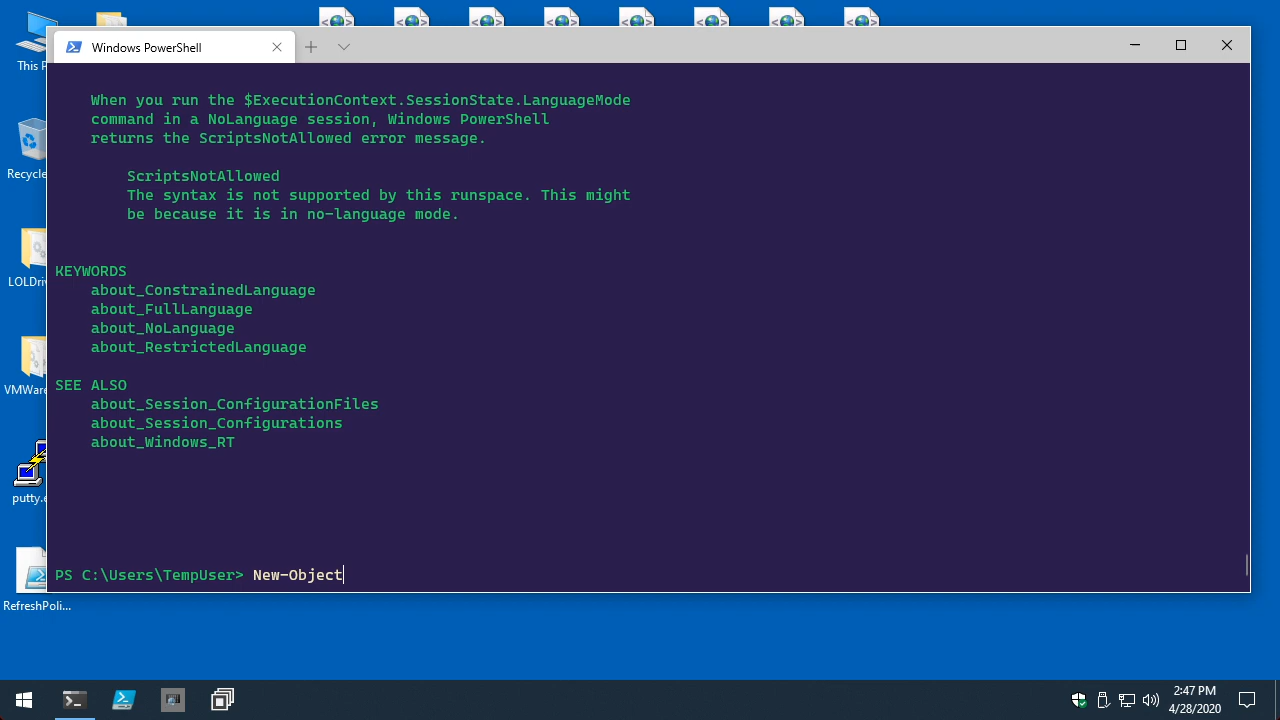 Windows PowerShell
When you run the $ExecutionContext.SessionState.LanguageMode
command in a NoLanguage session, Windows PowerShell
returns the ScriptsNotAllowed error message.
ScriptsNotAllowed
The syntax is not supported by this runspace. This might
be because it is in no-language mode.
KEYWORDS
about_ConstrainedLanguage
about_FullLanguage
about_NoLanguage
about_RestrictedLanguage
SEE ALSO
about_Session_ConfigurationFiles
about_Session_Configurations
about_Windows_RT
PS C:\Users\TempUser> New-Object
This P
Recycle
LOLDriv
VMWare
putty.e
RefreshPoli...
2:47 PM
4/28/2020